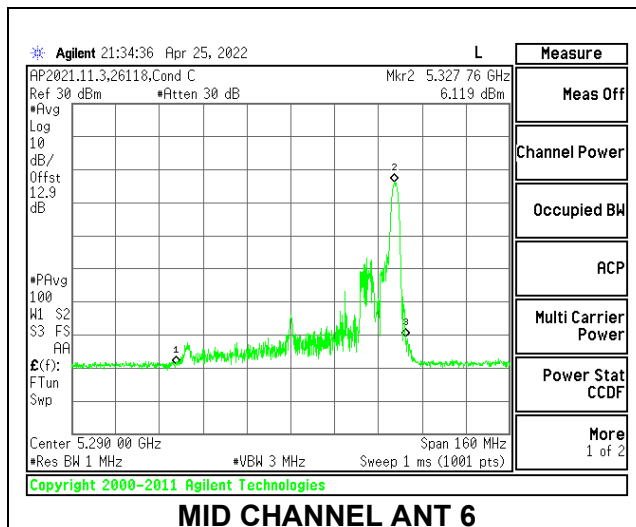 Agilent 21:34:36 Apr 25, 2022 L
Measure
AP2021.11.3,26118,Cond C Mkr2 5.327 76 GHz
Ref 30 dBm #Atten 30 dB 6.119 dBm
Meas Off
#Avg
Log
10
dB/
Offst
12.9
dB
2
Channel Power
Occupied BW
ACP
#PAvg
100
W1 S2
S3 FS
AA
£(f):
FTun
Swp
1
3
Multi Carrier
Power
Power Stat
CCDF
Center 5.290 00 GHz Span 160 MHz
#Res BW 1 MHz #VBW 3 MHz Sweep 1 ms (1001 pts)
More
1 of 2
Copyright 2000-2011 Agilent Technologies
MID CHANNEL ANT 6